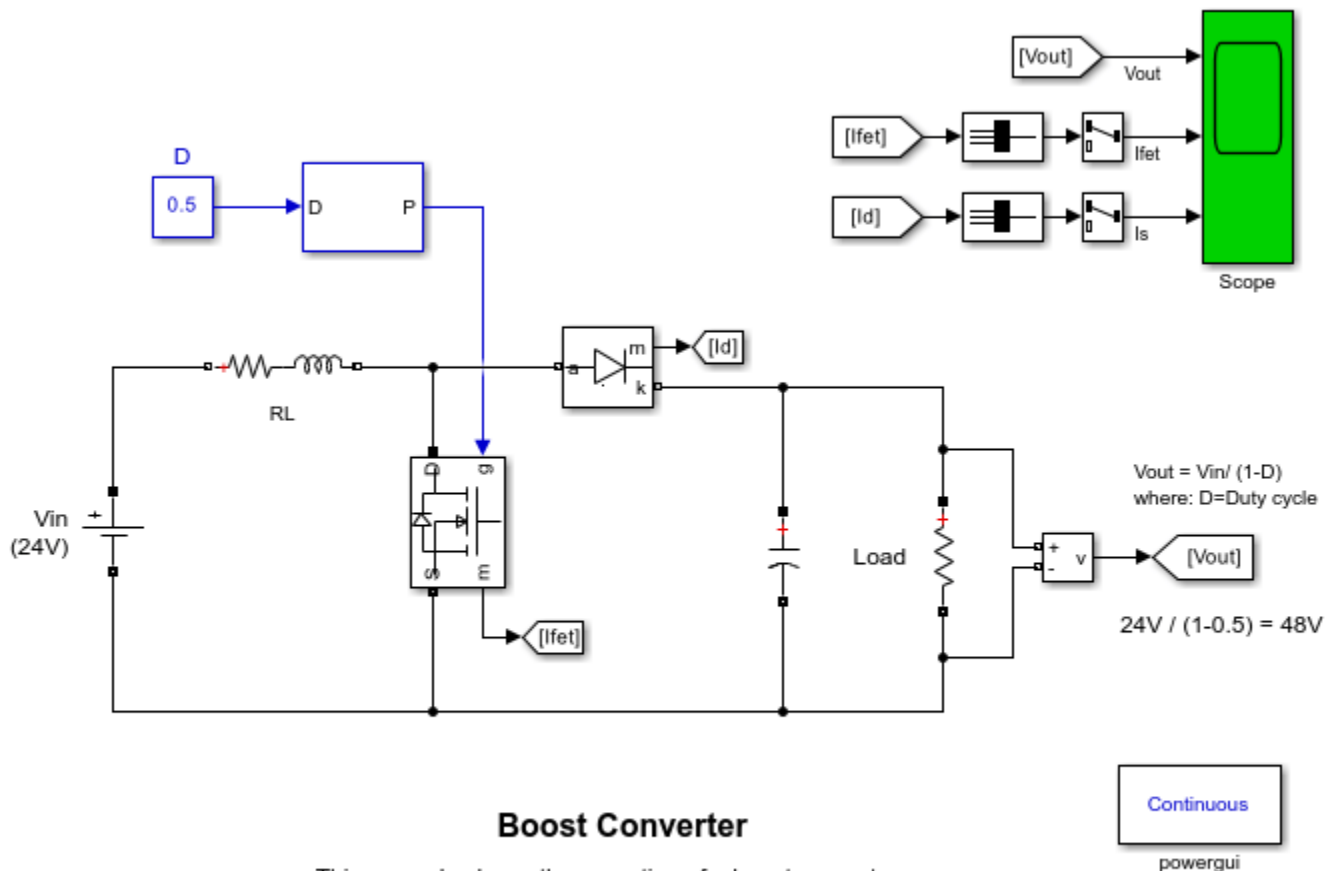 [Vout]
Vout
[Ifet]
Ifet
[Id]
Is
Scope
D
0.5
D
P
RL
a
m
k
[Id]
D
g
S
m
[Ifet]
Vin
(24V)
+
Load
+
-
v
[Vout]
Vout = Vin/ (1-D)
where: D=Duty cycle
24V / (1-0.5) = 48V
Continuous
powergui
Boost Converter